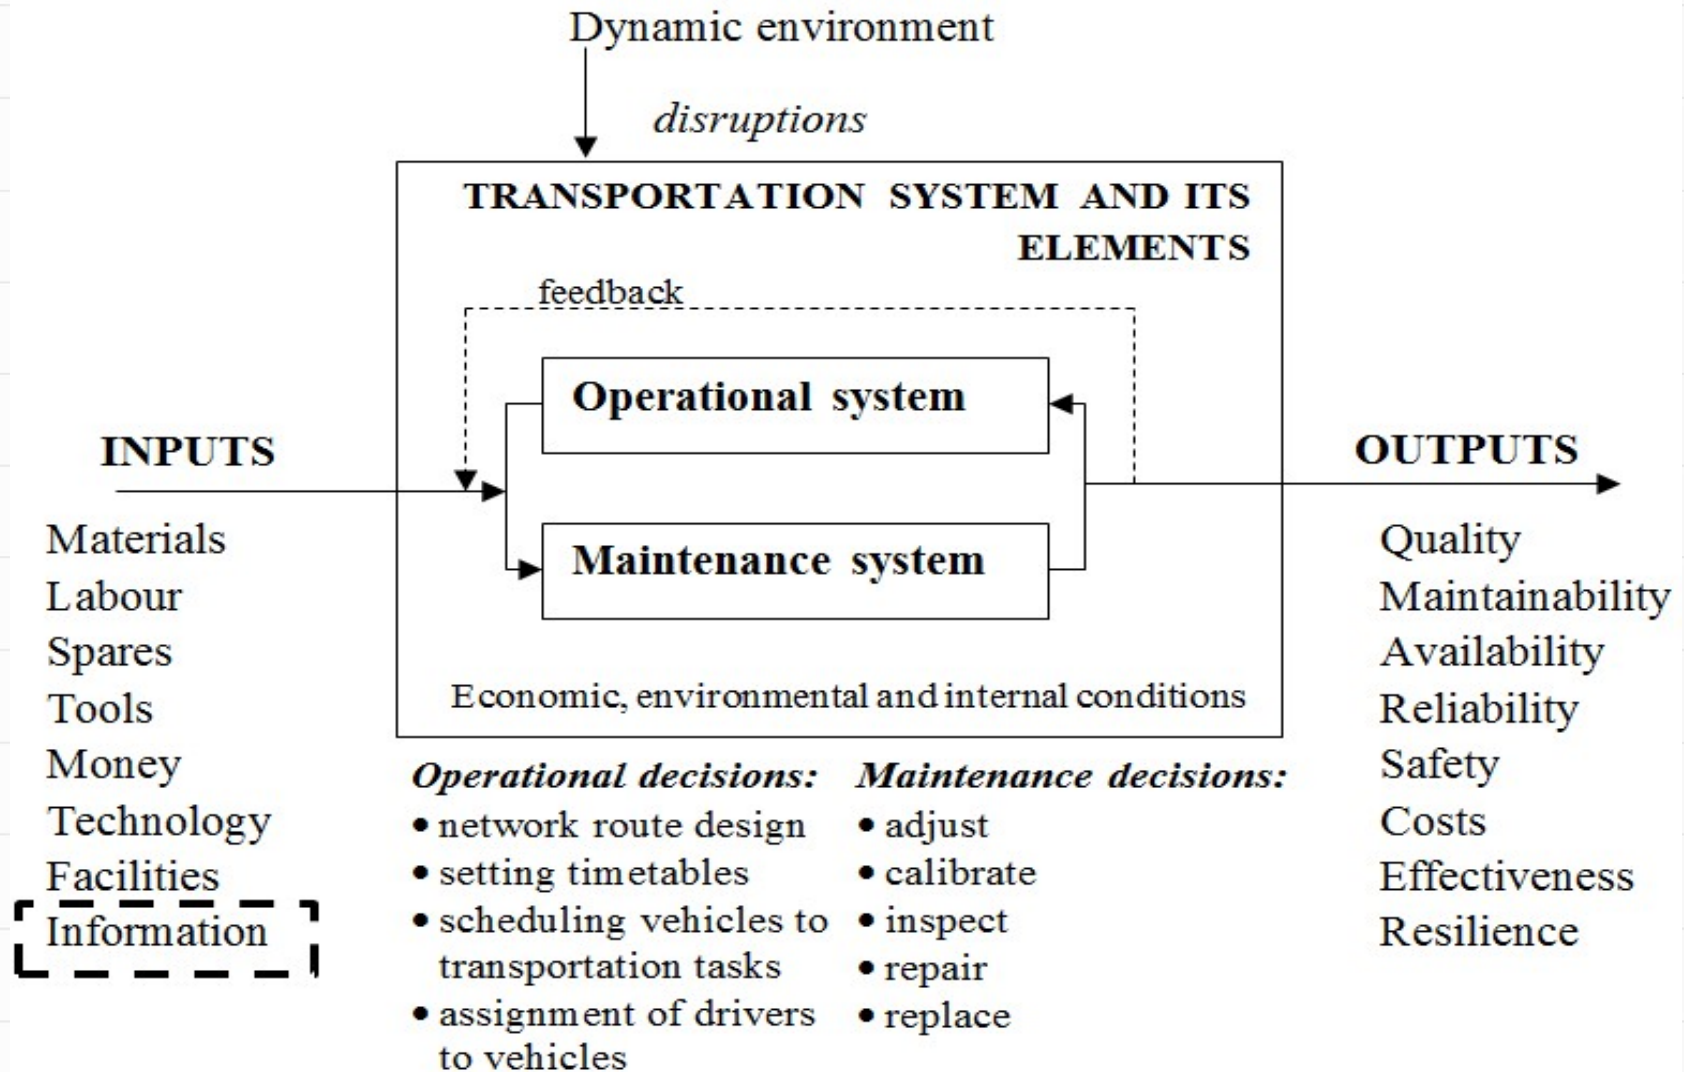 Dynamic environment
disruptions
TRANSPORTATION SYSTEM AND ITS
ELEMENTS
feedback
Operational system
Maintenance system
Economic, environmental and internal conditions
INPUTS
Materials
Labour
Spares
Tools
Money
Technology
Facilities
Information
Operational decisions:
• network route design
• setting timetables
• scheduling vehicles to
transportation tasks
• assignment of drivers
to vehicles
Maintenance decisions:
• adjust
• calibrate
• inspect
• repair
• replace
OUTPUTS
Quality
Maintainability
Availability
Reliability
Safety
Costs
Effectiveness
Resilience